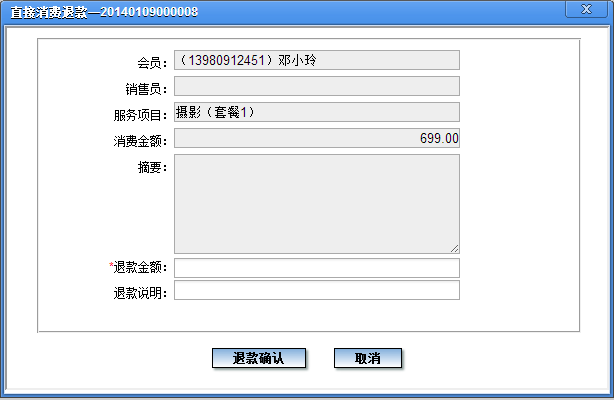 直接消费退款—20140109000008
会员：（13980912451）邓小玲
销售员：
服务项目：摄影（套餐1）
消费金额：699.00
摘要：
*退款金额：
退款说明：
退款确认 取消